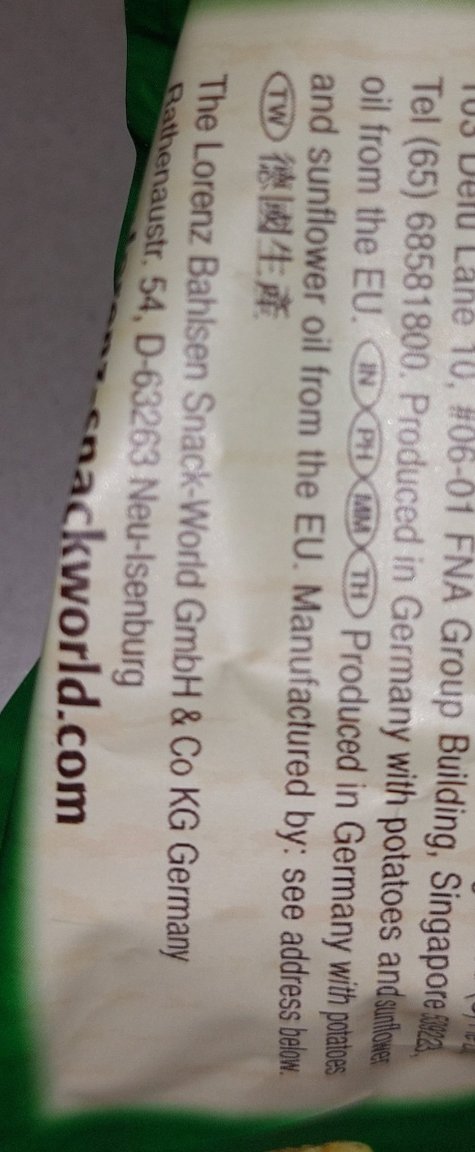 Lane 10, #06-01 FNA Group Building, Singapore
Tel (65) 68581800. Produced in Germany with potatoes and sunflower
oil from the EU. IN PH MM TH Produced in Germany with potatoes
and sunflower oil from the EU. Manufactured by: see address below.
TW 德國生產
The Lorenz Bahlsen Snack-World GmbH & Co KG Germany
Rathenaustr. 54, D-63263 Neu-Isenburg
snackworld.com